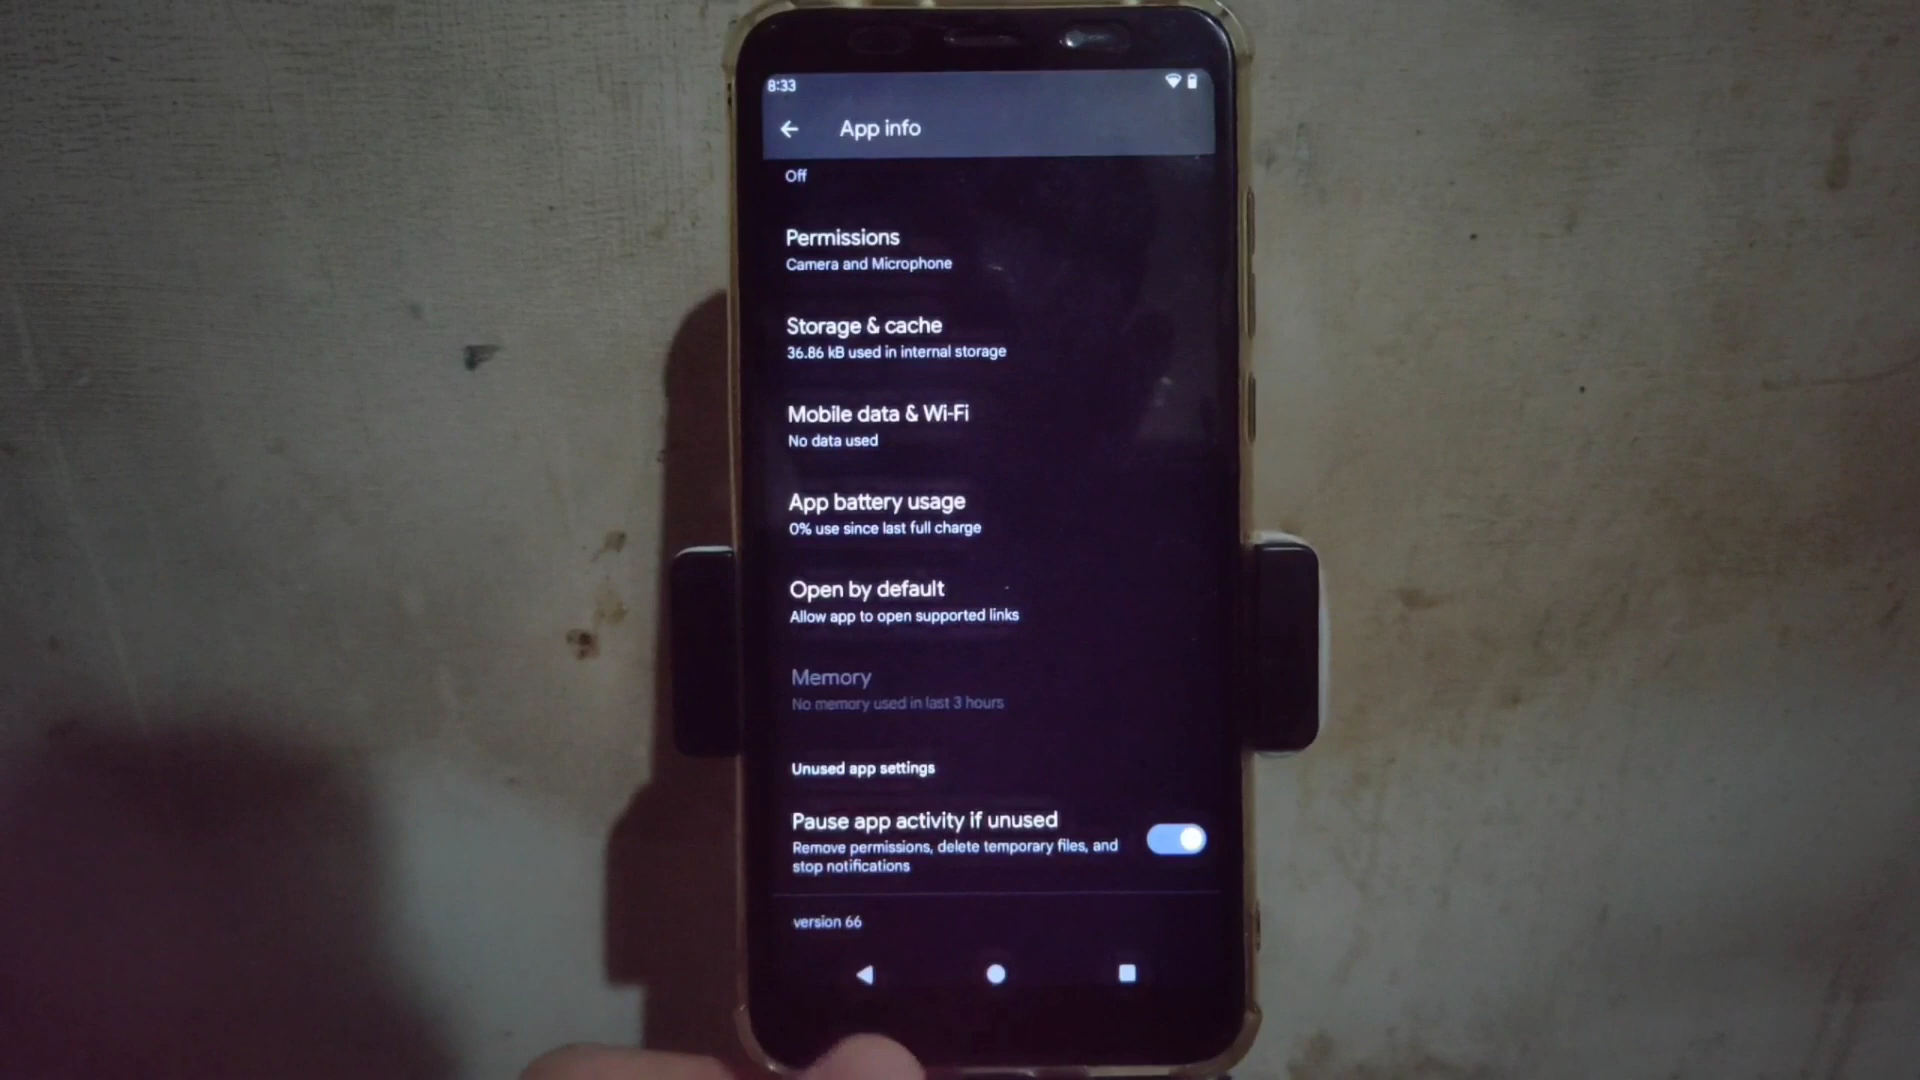 8:33
App info
Off
Permissions
Camera and Microphone
Storage & cache
36.86 kB used in internal storage
Mobile data & Wi-Fi
No data used
App battery usage
0% use since last full charge
Open by default
Allow app to open supported links
Memory
No memory used in last 3 hours
Unused app settings
Pause app activity if unused
Remove permissions, delete temporary files, and
stop notifications
version 66